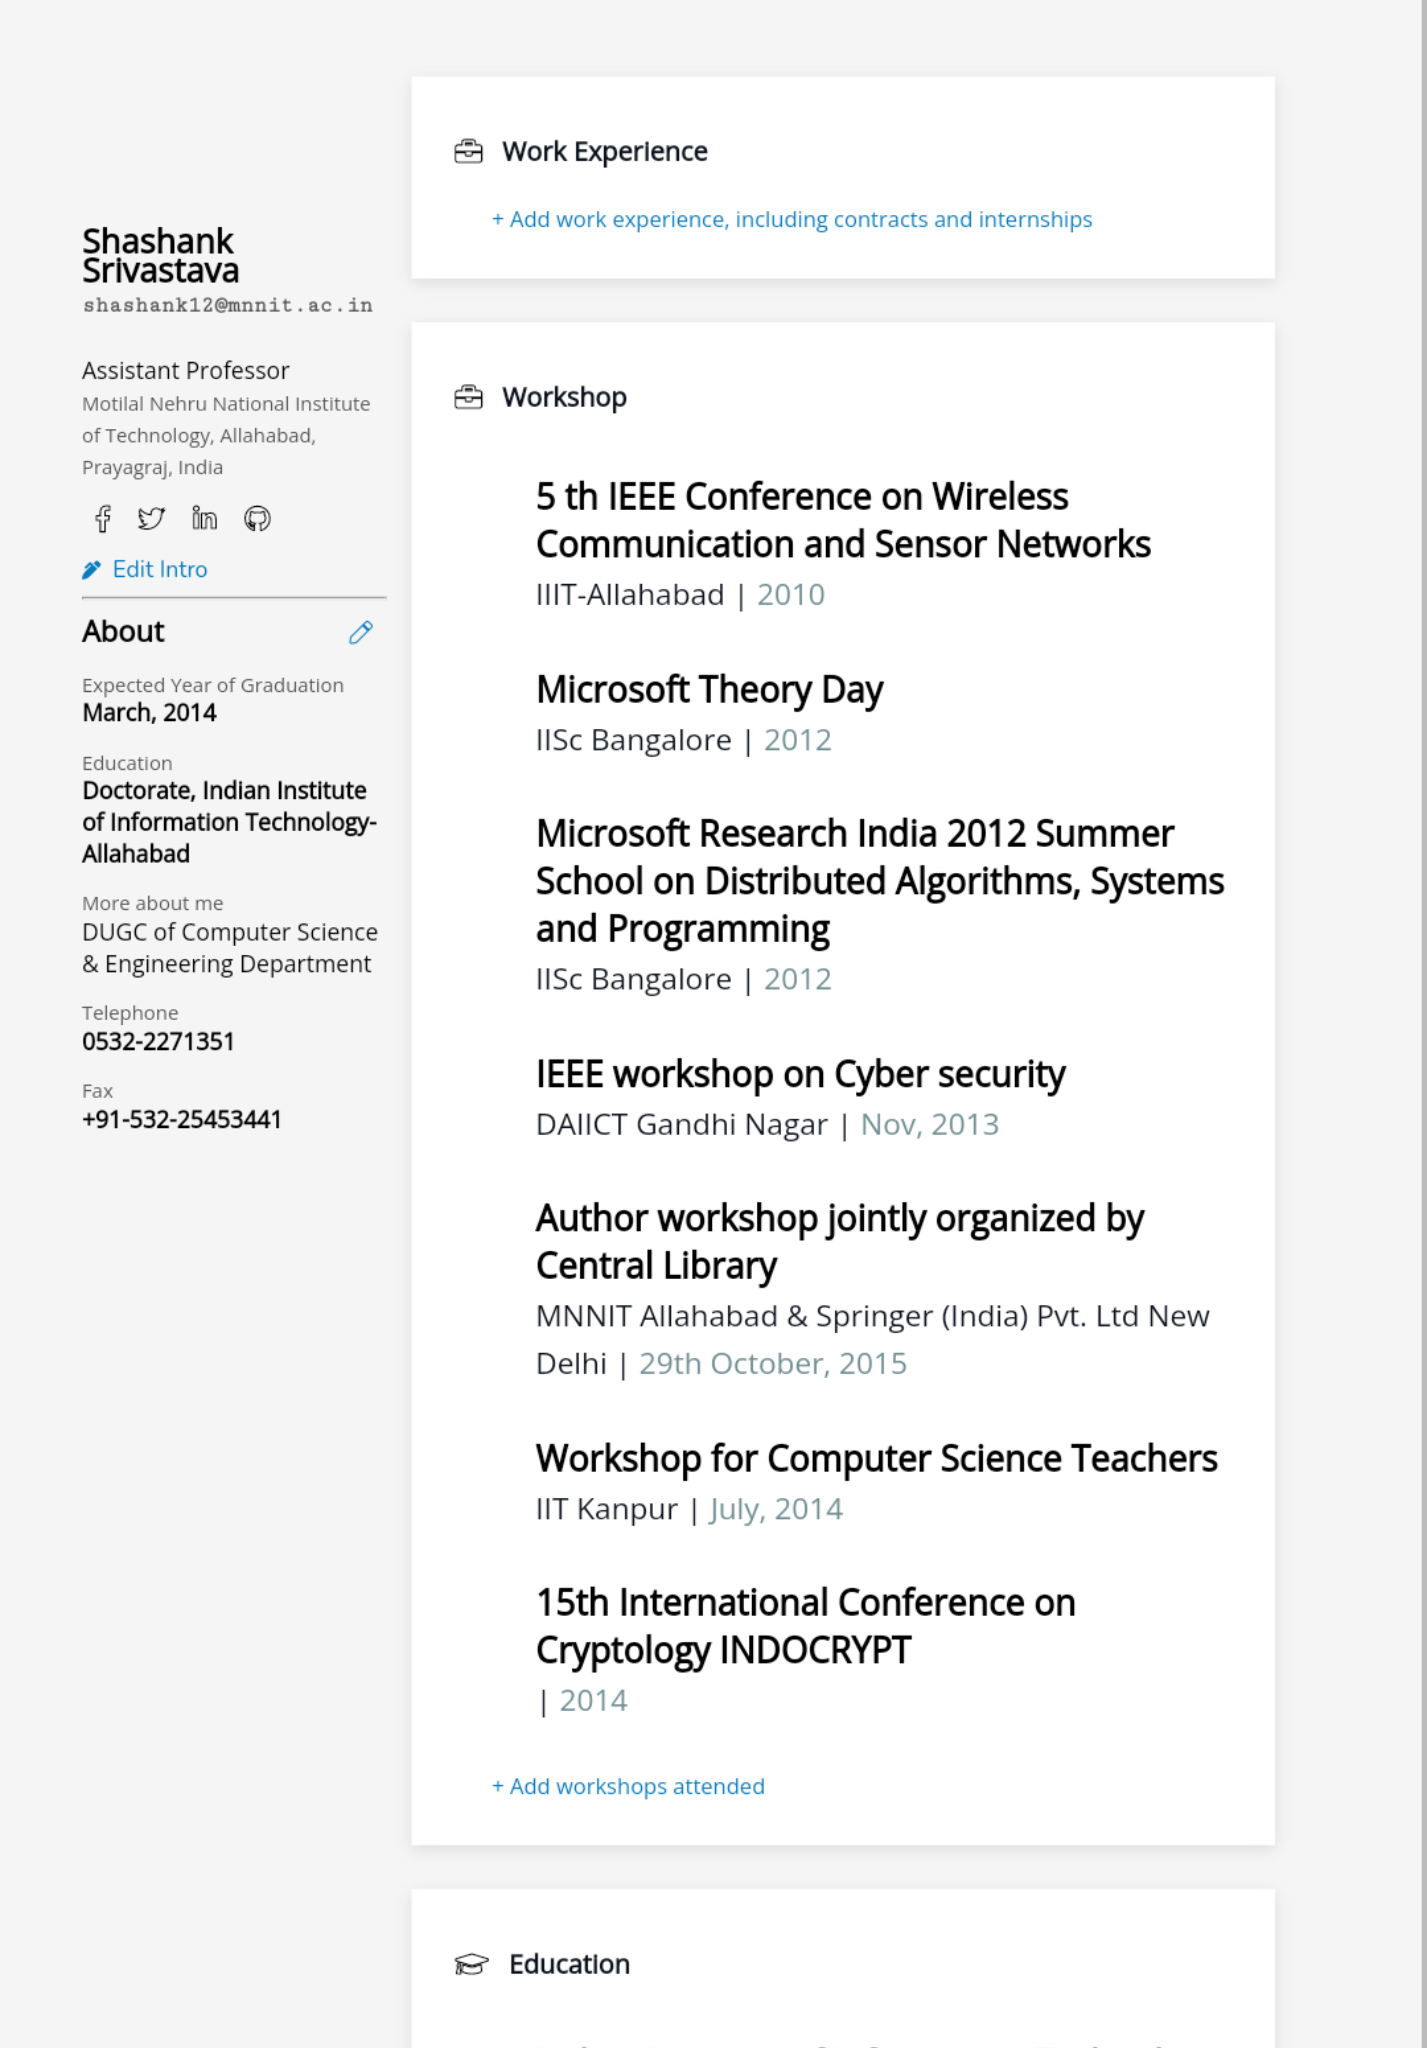 Shashank
Srivastava
shashank12@mnnit.ac.in
Assistant Professor
Motilal Nehru National Institute
of Technology, Allahabad,
Prayagraj, India
Edit Intro
About
Expected Year of Graduation
March, 2014
Education
Doctorate, Indian Institute
of Information Technology-
Allahabad
More about me
DUGC of Computer Science
& Engineering Department
Telephone
0532-2271351
Fax
+91-532-25453441
Work Experience
+ Add work experience, including contracts and internships
Workshop
5 th IEEE Conference on Wireless
Communication and Sensor Networks
IIIT-Allahabad | 2010
Microsoft Theory Day
IISc Bangalore | 2012
Microsoft Research India 2012 Summer
School on Distributed Algorithms, Systems
and Programming
IISc Bangalore | 2012
IEEE workshop on Cyber security
DAIICT Gandhi Nagar | Nov, 2013
Author workshop jointly organized by
Central Library
MNNIT Allahabad & Springer (India) Pvt. Ltd New
Delhi | 29th October, 2015
Workshop for Computer Science Teachers
IIT Kanpur | July, 2014
15th International Conference on
Cryptology INDOCRYPT
| 2014
+ Add workshops attended
Education